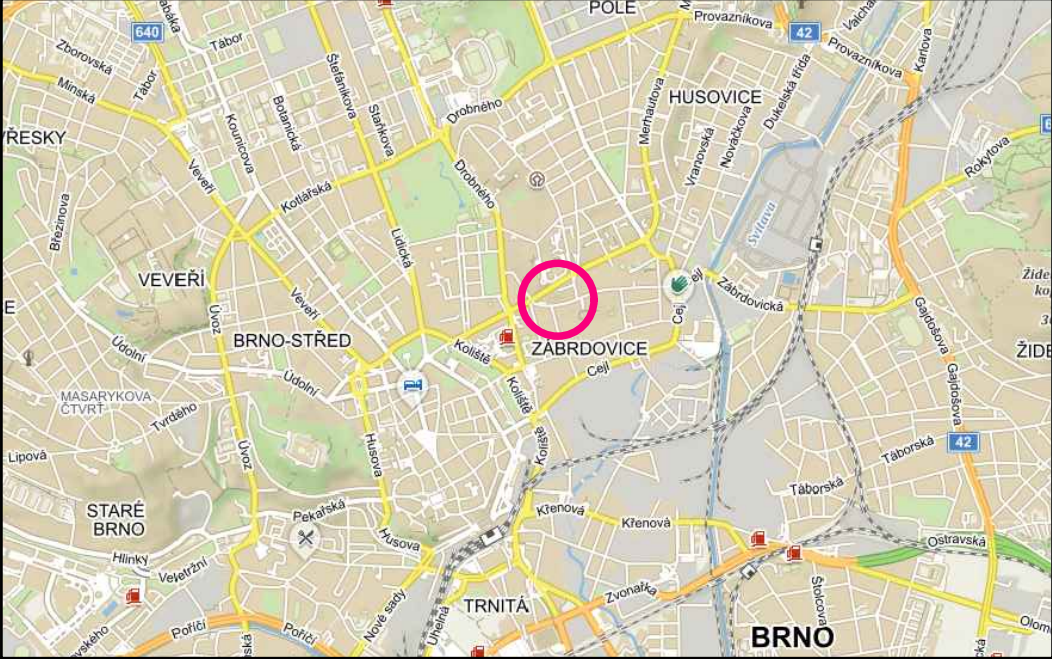 POLE
Provazníkova
42
Valcha
640
Tábor
Zborovská
Tábor
Minská
Štefánikova
Staňkova
Botanická
Kounicova
Drobného
HUSOVICE
Merhautova
Dukelská třída
Provazníkova
Karlova
Nováčkova
Vranovská
Rokytova
Veveří
Kotlářská
Drobného
Březinova
Svitava
Lidická
VEVEŘÍ
Veveří
Úvoz
Cejl
Cejl
Zábrdovická
Gajdošova
BRNO-STŘED
Koliště
ZÁBRDOVICE
Cejl
Údolní
Údolní
MASARYKOVA
ČTVRŤ
Tvrdého
Koliště
Koliště
Gajdošova
Husova
Úvoz
Lipová
42
Táborská
Táborská
STARÉ
BRNO
Pekařská
Husova
Křenová
Křenová
Ostravská
Hlinky
Veletržní
Zvonařka
TRNITÁ
Štolcova
Nové sady
Uhelná
Poříčí
Poříčí
BRNO